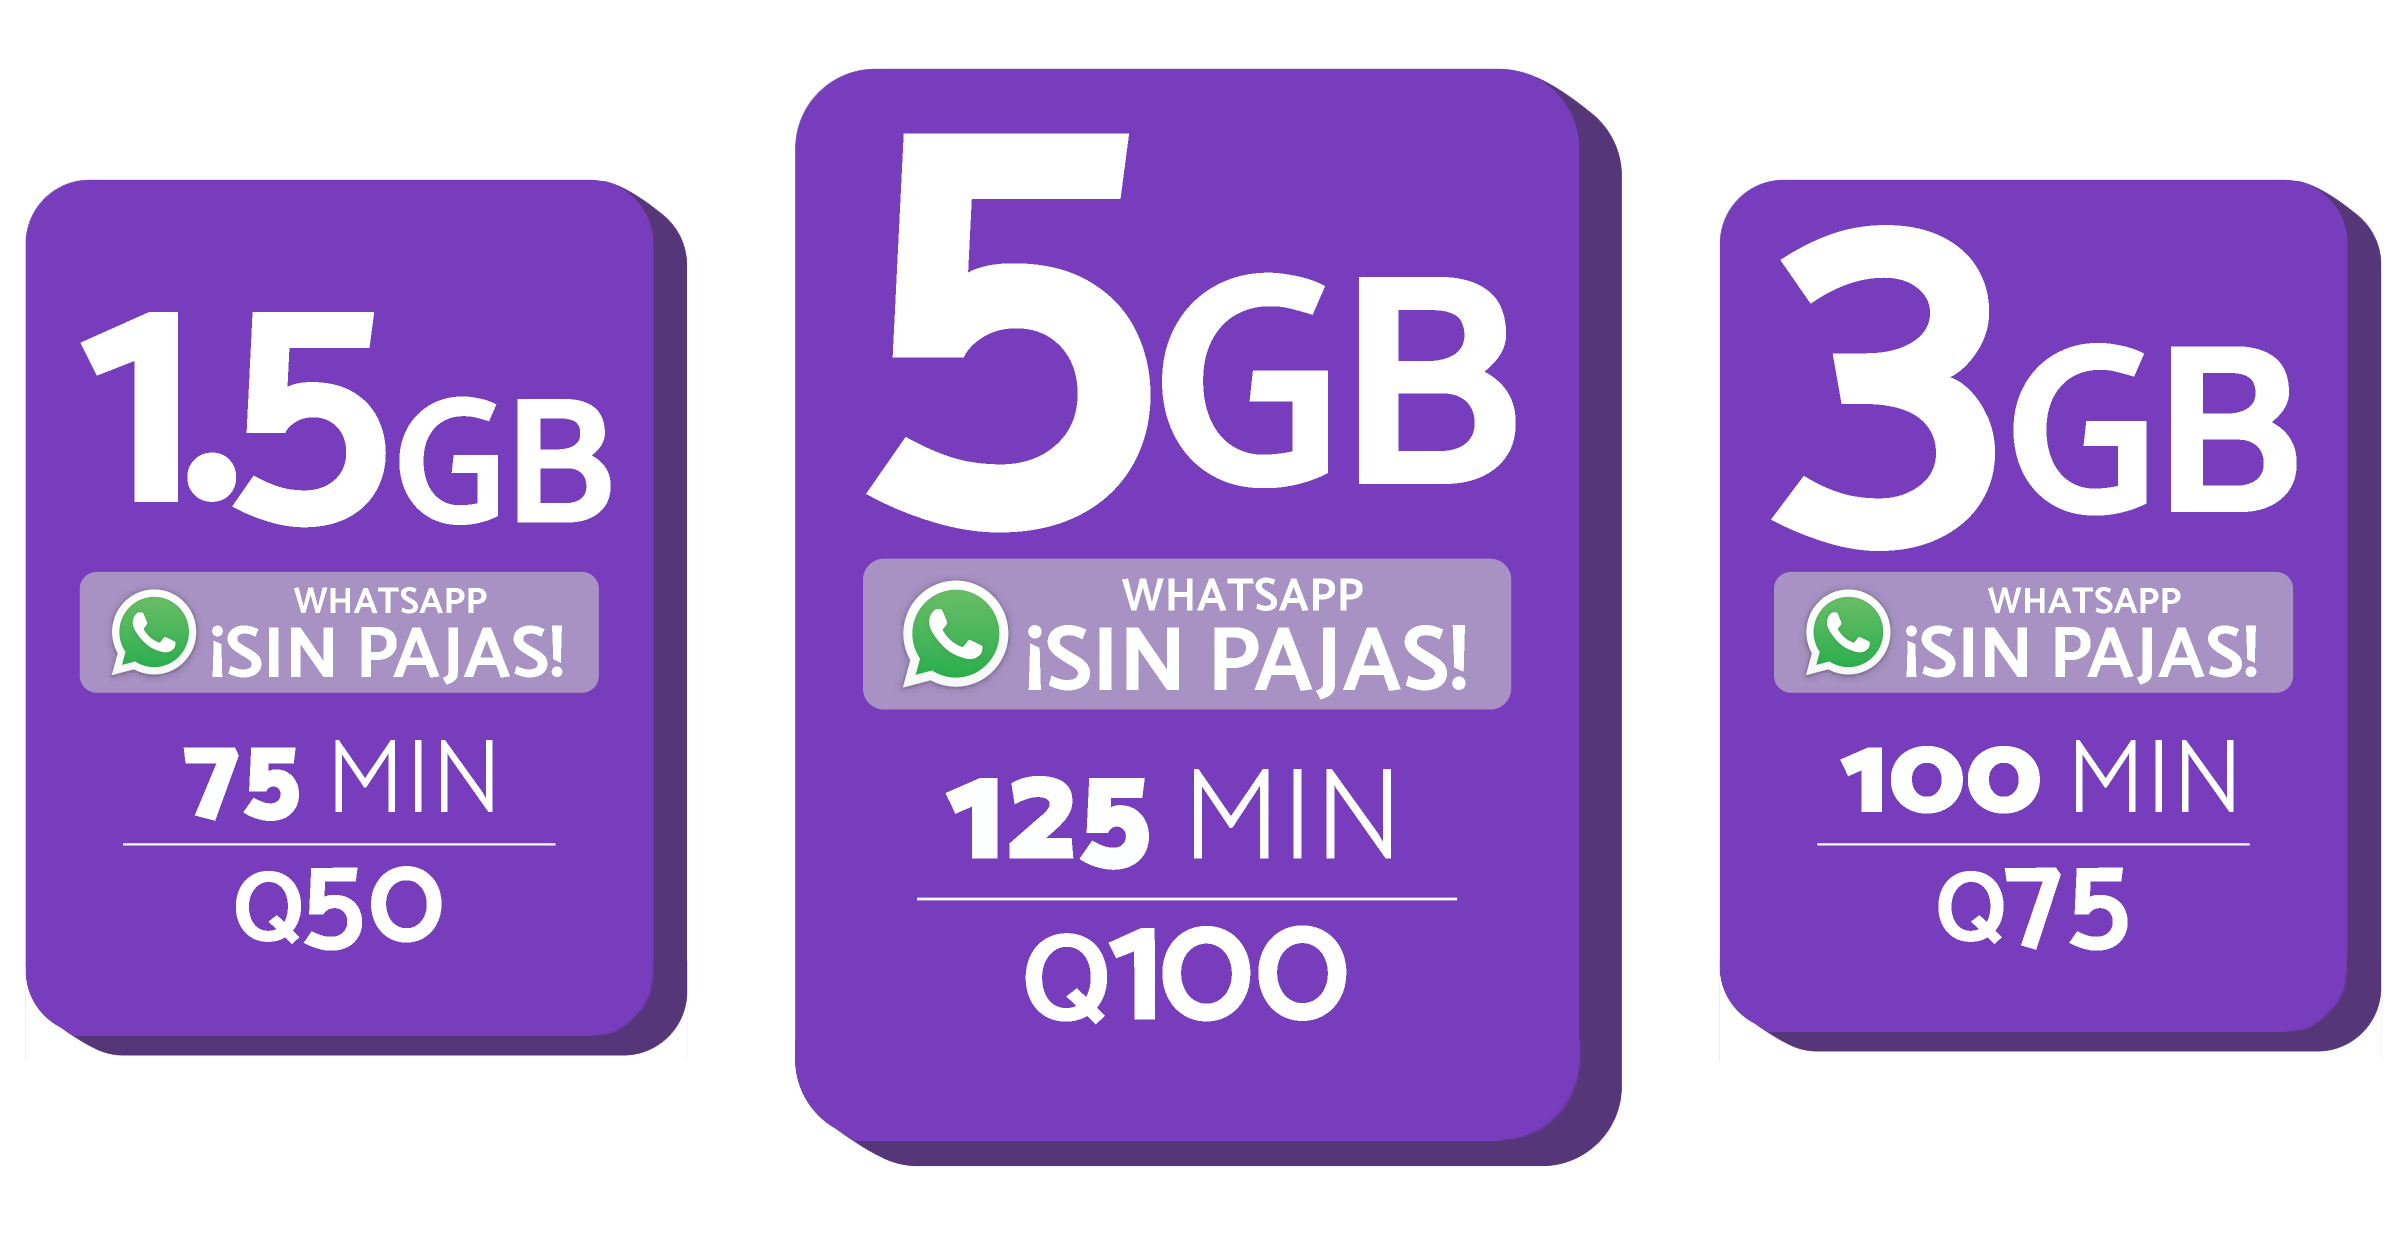 1.5GB
WHATSAPP
¡SIN PAJAS!
75 MIN
Q50
5GB
WHATSAPP
¡SIN PAJAS!
125 MIN
Q100
3GB
WHATSAPP
¡SIN PAJAS!
100 MIN
Q75